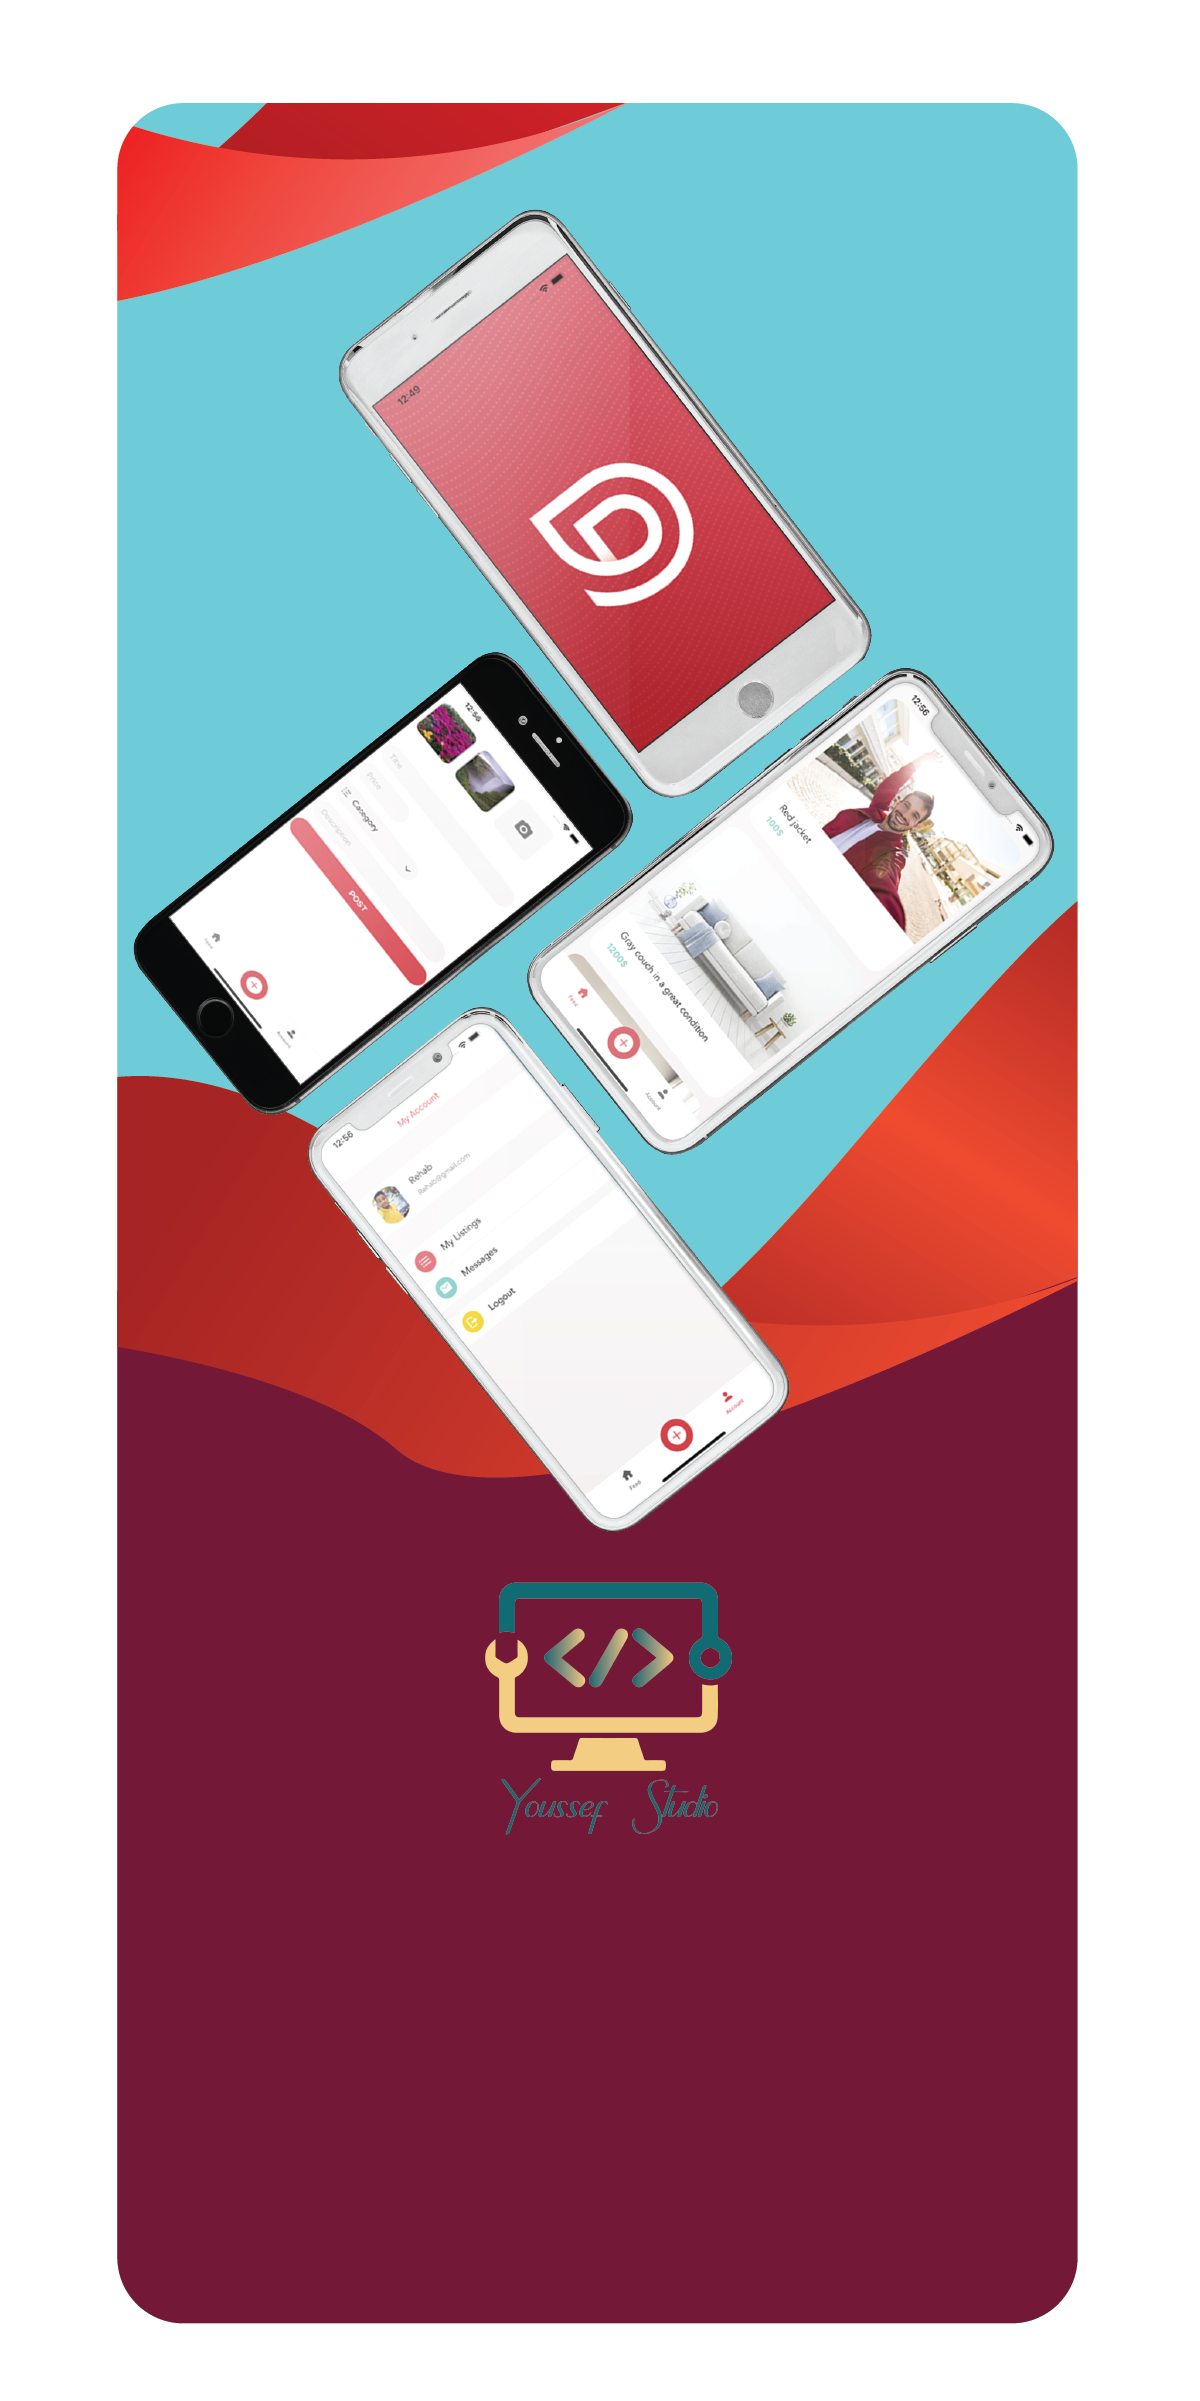 12:49
12:56
Title
Price
Category
Description
POST
Feed
Account
12:56
Red jacket
100$
Gray couch in a great condition
1200$
Feed
Account
12:56
My Account
Rehab
Rehab@gmail.com
My Listings
Messages
Logout
Feed
Account
Youssef Studio